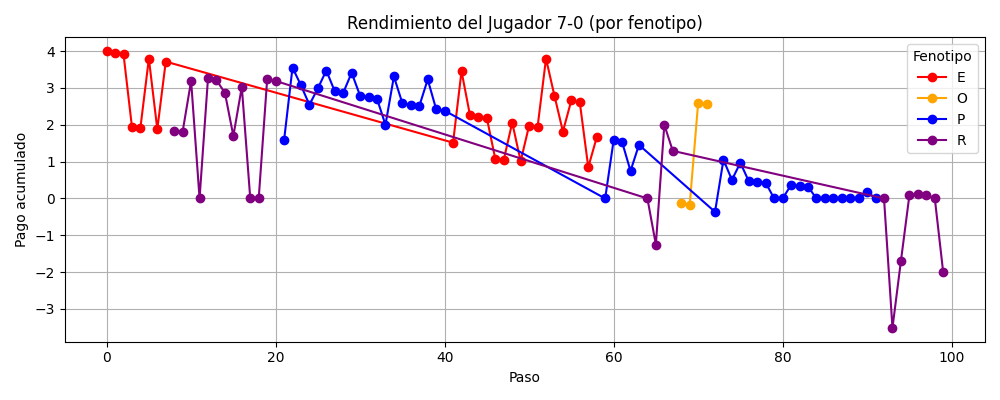 Rendimiento del Jugador 7-0 (por fenotipo)
Pago acumulado
4
3
2
1
0
−1
−2
−3
0
20
40
60
80
100
Paso
Fenotipo
E
O
P
R